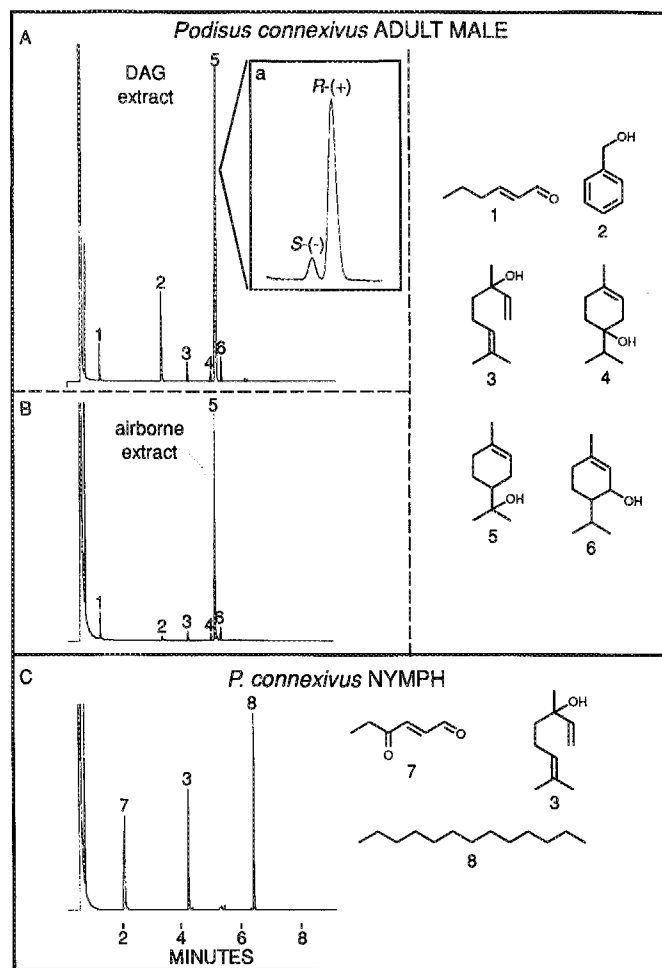 Podisus connexivus ADULT MALE
A
DAG
extract
5
a
R-(+)
S-(-)
1
2
3
4
6
OH
O
1
2
OH
OH
3
4
OH
OH
5
6
B
airborne
extract
5
1
2
3
4
6
C
P. connexivus NYMPH
7
3
8
O
O
7
OH
3
8
2
4
6
8
MINUTES